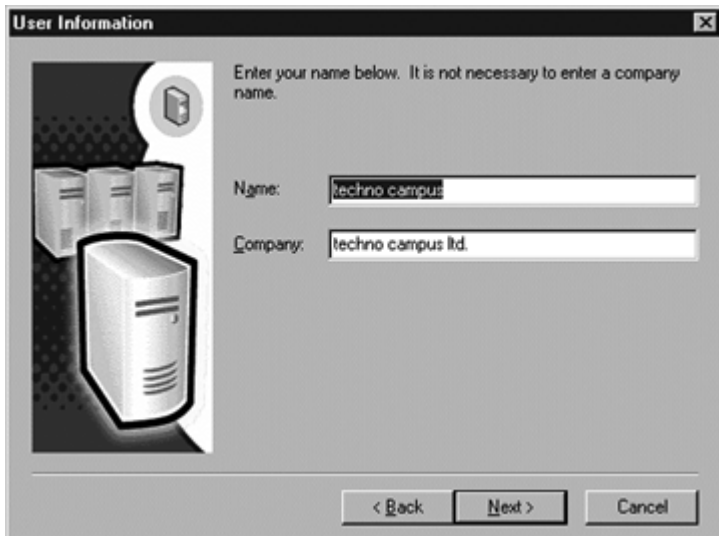 User Information
Enter your name below. It is not necessary to enter a company
name.
Name: techno campus
Company: techno campus ltd.
< Back Next > Cancel